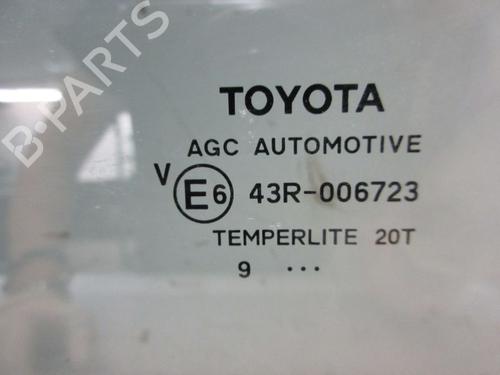 B-PARTS
TOYOTA
AGC AUTOMOTIVE
V E6 43R-006723
TEMPERLITE 20T
9 ...